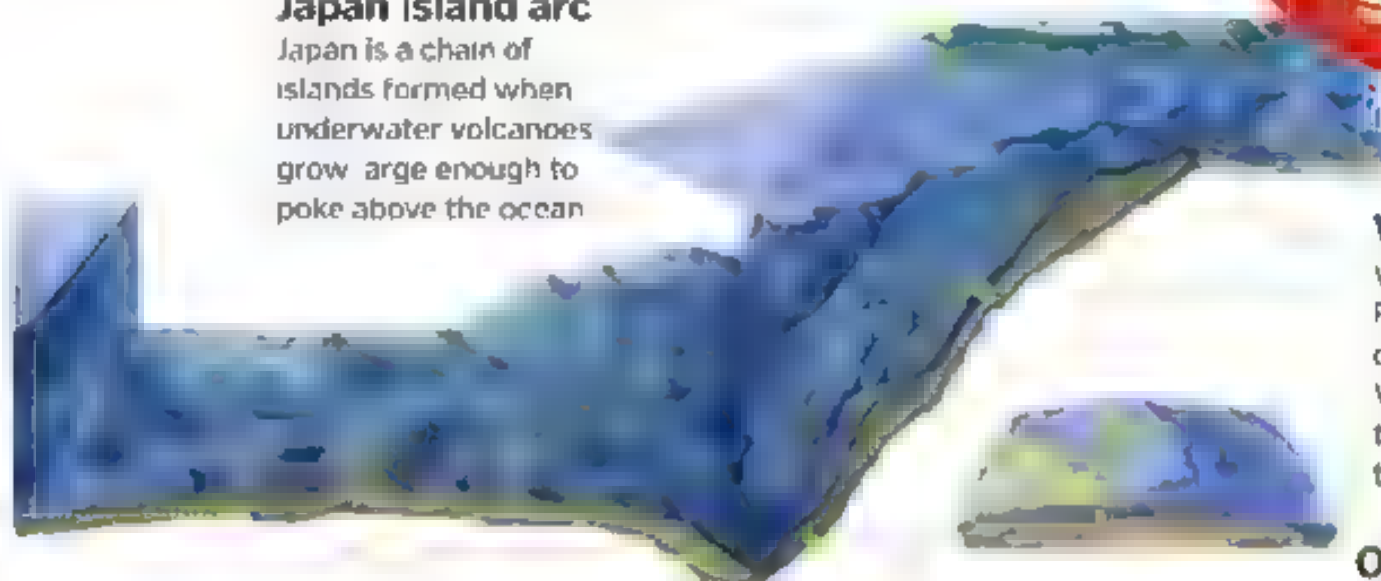 Japan island arc
Japan is a chain of
islands formed when
underwater volcanoes
grow arge enough to
poke above the ocean